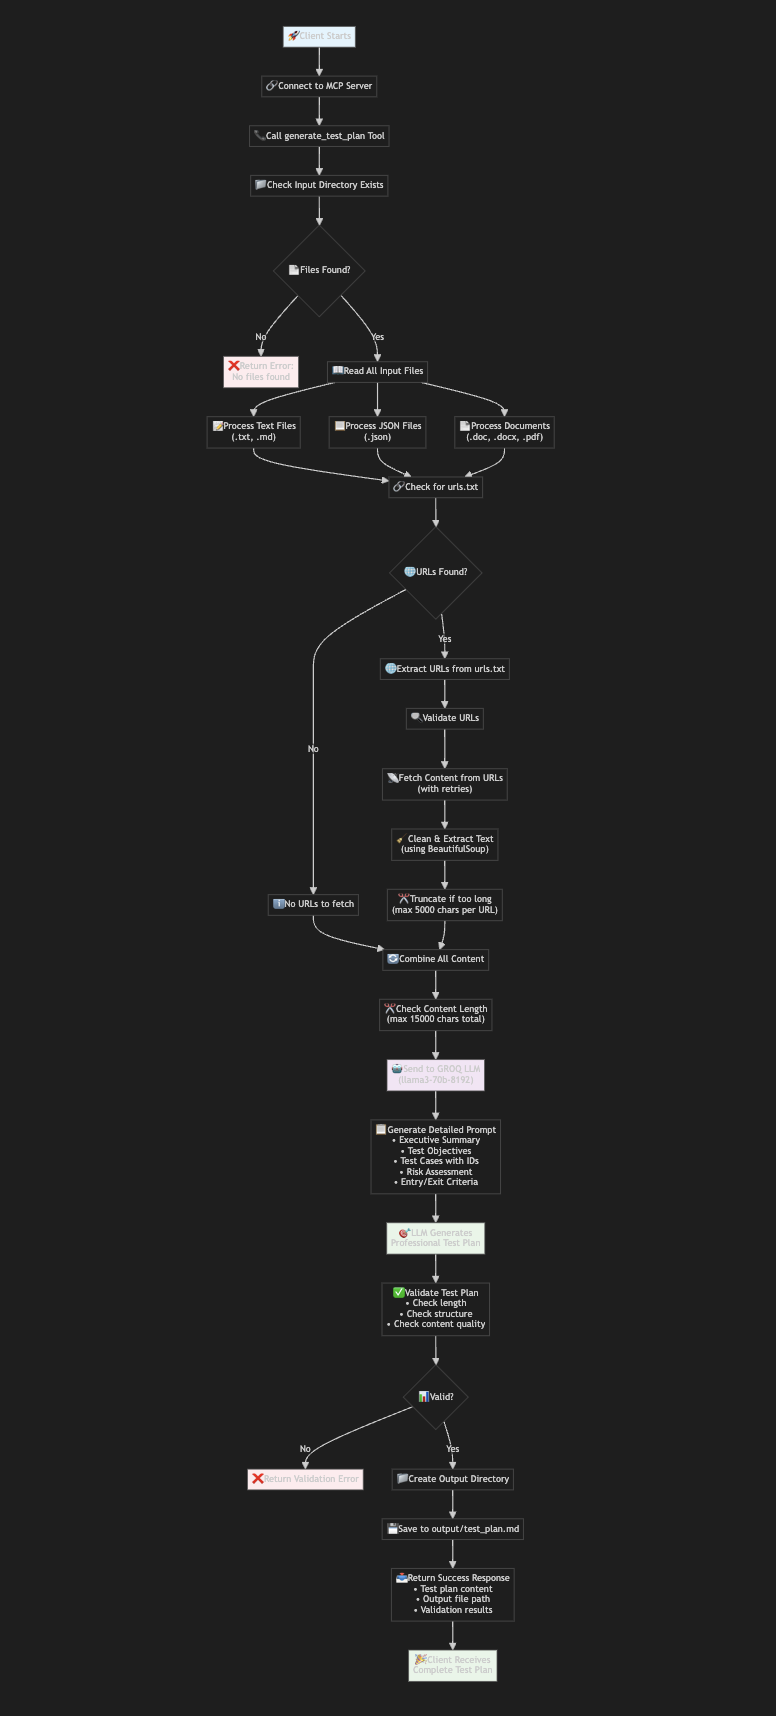 🚀Client Starts
🔗Connect to MCP Server
📞Call generate_test_plan Tool
📁Check Input Directory Exists
📄Files Found?
No
Yes
❌Return Error:
No files found
📖Read All Input Files
📝Process Text Files
(.txt, .md)
📃Process JSON Files
(.json)
📄Process Documents
(.doc, .docx, .pdf)
🔗Check for urls.txt
🌐URLs Found?
Yes
🌐Extract URLs from urls.txt
🔍Validate URLs
No
📡Fetch Content from URLs
(with retries)
🧹Clean & Extract Text
(using BeautifulSoup)
ℹ️No URLs to fetch
✂️Truncate if too long
(max 5000 chars per URL)
🔄Combine All Content
✂️Check Content Length
(max 15000 chars total)
🤖Send to GROQ LLM
(llama3-70b-8192)
📋Generate Detailed Prompt
• Executive Summary
• Test Objectives
• Test Cases with IDs
• Risk Assessment
• Entry/Exit Criteria
🎯LLM Generates
Professional Test Plan
✅Validate Test Plan
• Check length
• Check structure
• Check content quality
📊Valid?
No
Yes
❌Return Validation Error
📁Create Output Directory
💾Save to output/test_plan.md
📤Return Success Response
• Test plan content
• Output file path
• Validation results
🎉Client Receives
Complete Test Plan